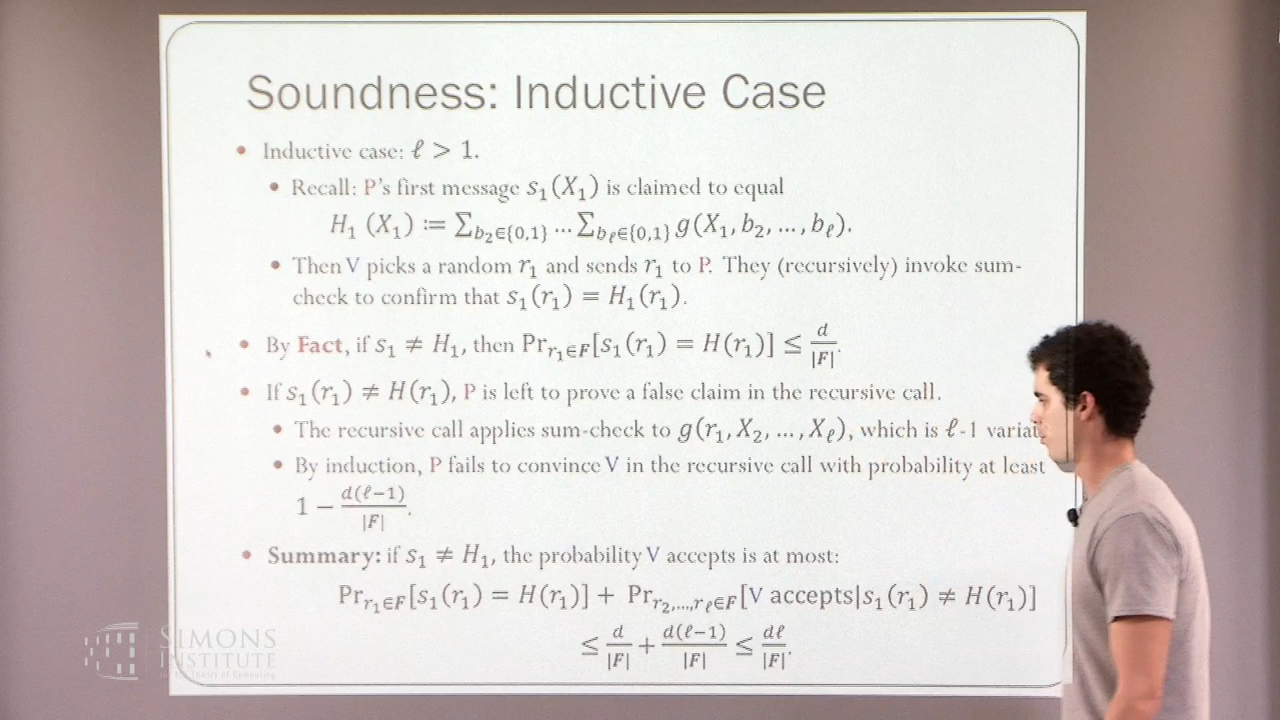 Soundness: Inductive Case
• Inductive case: ℓ > 1.
• Recall: P's first message s₁(X₁) is claimed to equal
H₁ (X₁) := ∑_{b₂∈{0,1}} … ∑_{b_ℓ∈{0,1}} g(X₁, b₂, … , b_ℓ).
• Then V picks a random r₁ and sends r₁ to P. They (recursively) invoke sum-
check to confirm that s₁(r₁) = H₁(r₁).
• By Fact, if s₁ ≠ H₁, then Pr_{r₁∈F}[s₁(r₁) = H(r₁)] ≤ d/|F|.
• If s₁(r₁) ≠ H(r₁), P is left to prove a false claim in the recursive call.
• The recursive call applies sum-check to g(r₁, X₂, … , X_ℓ), which is ℓ-1 variat
• By induction, P fails to convince V in the recursive call with probability at least
1 − d(ℓ−1)/|F|.
• Summary: if s₁ ≠ H₁, the probability V accepts is at most:
Pr_{r₁∈F}[s₁(r₁) = H(r₁)] + Pr_{r₂,…,r_ℓ∈F}[V accepts|s₁(r₁) ≠ H(r₁)]
≤ d/|F| + d(ℓ−1)/|F| ≤ dℓ/|F|.
SIMONS
INSTITUTE
for the Theory of Computing